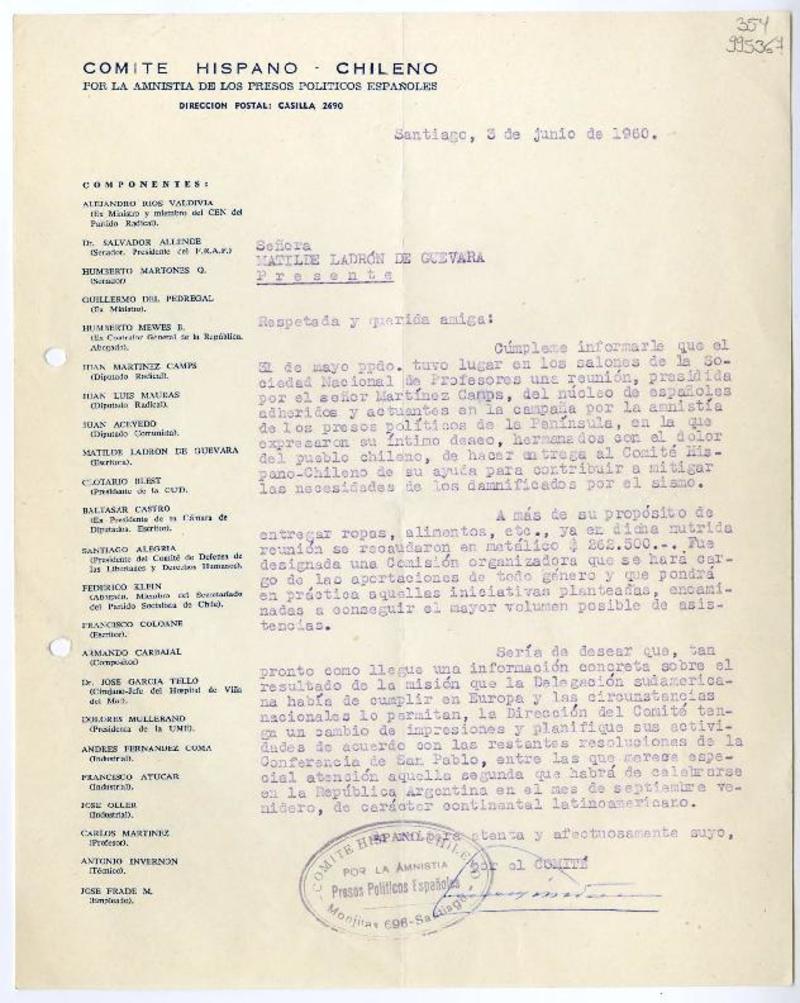 354
995367
COMITE HISPANO - CHILENO
POR LA AMNISTIA DE LOS PRESOS POLITICOS ESPAÑOLES
DIRECCION POSTAL: CASILLA 2690
Santiago, 3 de junio de 1960.
COMPONENTES:
ALEJANDRO RIOS VALDIVIA
(Ex Ministro y miembro del CEN del
Partido Radical).
Dr. SALVADOR ALLENDE
(Senador. Presidente del F.R.A.P.)
HUMBERTO MARTONES Q.
(Senador)
GUILLERMO DEL PEDREGAL
(Ex Ministro).
HUMBERTO MEWES B.
(Ex Contralor General de la República.
Abogado).
JUAN MARTINEZ CAMPS
(Diputado Radical).
JUAN LUIS MAURAS
(Diputado Radical).
JUAN ACEVEDO
(Diputado Comunista).
MATILDE LADRON DE GUEVARA
(Escritora).
CLOTARIO BLEST
(Presidente de la CUT).
BALTASAR CASTRO
(Ex Presidente de la Cámara de
Diputados. Escritor).
SANTIAGO ALEGRIA
(Presidente del Comité de Defensa de
las Libertades y Derechos Humanos).
FEDERICO KLEIN
(Abogado, Miembro del Secretariado
del Partido Socialista de Chile).
FRANCISCO COLOANE
(Escritor).
ARMANDO CARBAJAL
(Compositor)
Dr. JOSE GARCIA TELLO
(Cirujano-Jefe del Hospital de Viña
del Mar).
DOLORES MULLERANO
(Presidenta de la UME).
ANDRES FERNANDEZ COMA
(Industrial).
FRANCISCO AYUCAR
(Industrial).
JOSE OLLER
(Industrial).
CARLOS MARTINEZ
(Profesor).
ANTONIO INVERNON
(Técnico).
JOSE FRADE M.
(Empleado).
Señora
MATILDE LADRÓN DE GUEVARA
P r e s e n t e
Respetada y querida amiga:
Cúmpleme informarle que el
31 de mayo ppdo. tuvo lugar en los salones de la So-
ciedad Nacional de Profesores una reunión, presidida
por el señor Martínez Camps, del núcleo de españoles
adheridos y actuantes en la campaña por la amnistía
de los presos políticos de la Península, en la que
expresaron su íntimo deseo, hermanados con el dolor
del pueblo chileno, de hacer entrega al Comité His-
pano-Chileno de su ayuda para contribuir a mitigar
las necesidades de los damnificados por el sismo.
A más de su propósito de
entregar ropas, alimentos, etc., ya en dicha nutrida
reunión se recaudaron en metálico $ 262.500.-. Fue
designada una Comisión organizadora que se hará car-
go de las aportaciones de todo género y que pondrá
en práctica aquellas iniciativas planteadas, encami-
nadas a conseguir el mayor volumen posible de asis-
tencias.
Sería de desear que, tan
pronto como llegue una información concreta sobre el
resultado de la misión que la Delegación sudamerica-
na había de cumplir en Europa y las circunstancias
nacionales lo permitan, la Dirección del Comité ten-
ga un cambio de impresiones y planifique sus activi-
dades de acuerdo con las restantes resoluciones de la
Conferencia de San Pablo, entre las que merece espe-
cial atención aquella segunda que habrá de celebrarse
en la República Argentina en el mes de septiembre ve-
nidero, de carácter continental latinoamericano.
atenta y afectuosamente suyo,
por el COMITÉ
COMITE HISPANO CHILENO
POR LA AMNISTIA
Presos Políticos Españoles
Monjitas 696-Santiago